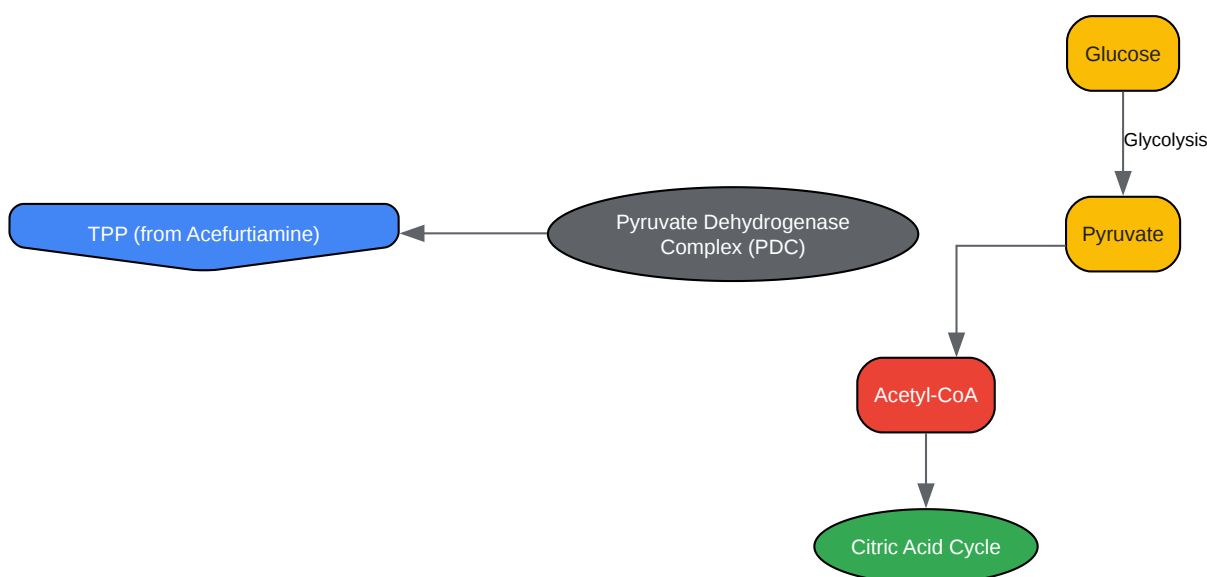 Glucose
Glycolysis
Pyruvate Dehydrogenase
Complex (PDC)
TPP (from Acefurtiamine)
Pyruvate
Acetyl-CoA
Citric Acid Cycle